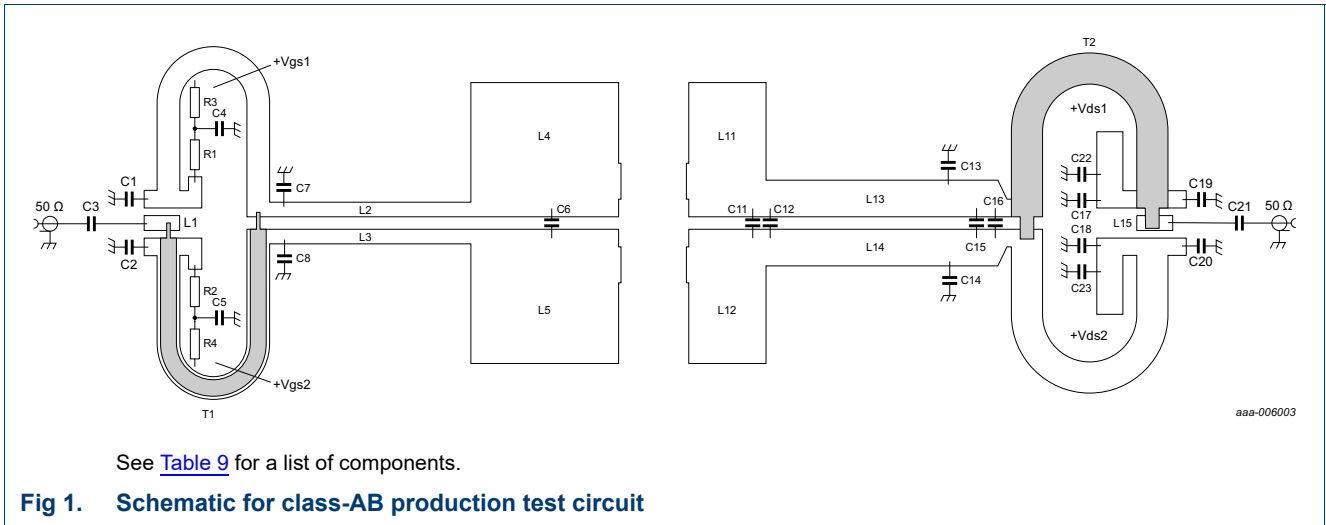 T2
+Vgs1
R3
C4
R1
+Vds1
L4
L11
C22
C13
C1
C7
C19
50 Ω
C3
L13
C17
C21
50 Ω
L1
L2
C6
C11
C12
C16
L15
C18
L3
C15
L14
C2
C8
C20
R2
C5
C14
C23
R4
L5
L12
+Vds2
+Vgs2
T1
aaa-006003
See Table 9 for a list of components.
Fig 1. Schematic for class-AB production test circuit